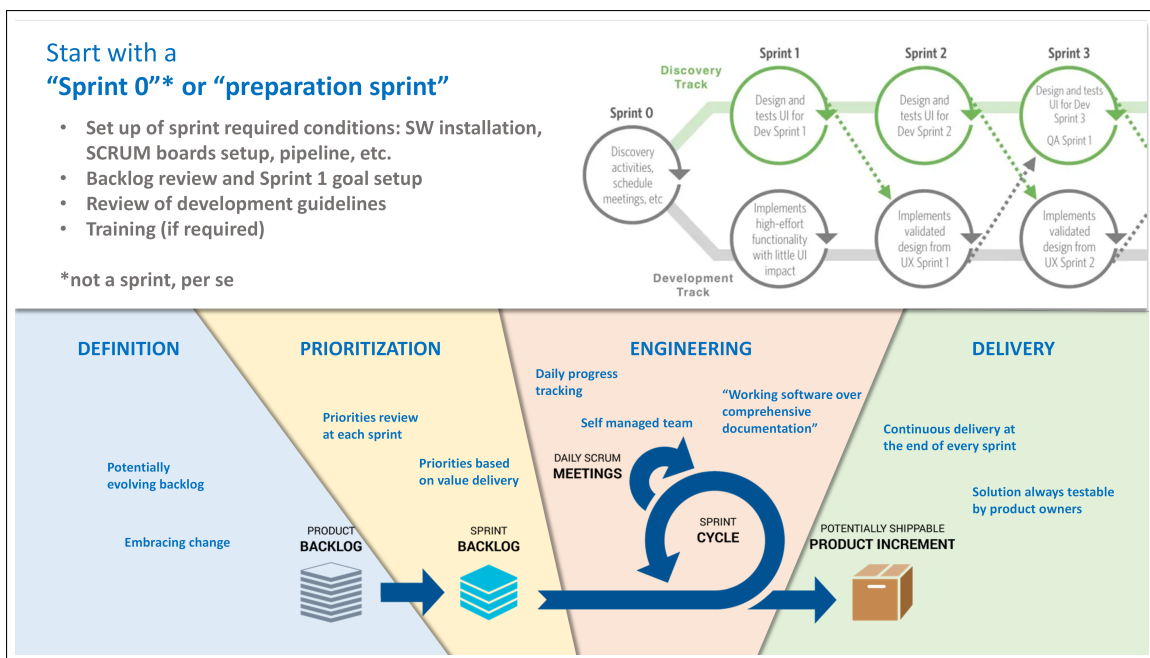 Start with a
“Sprint 0”* or “preparation sprint”
• Set up of sprint required conditions: SW installation,
SCRUM boards setup, pipeline, etc.
• Backlog review and Sprint 1 goal setup
• Review of development guidelines
• Training (if required)
*not a sprint, per se
Sprint 1
Sprint 2
Sprint 3
Discovery
Track
Sprint 0
Discovery
activities,
schedule
meetings, etc
Design and
tests UI for
Dev Sprint 1
Design and
tests UI for
Dev Sprint 2
Design and tests
UI for Dev
Sprint 3
QA Sprint 1
Implements
high-effort
functionality
with little UI
impact
Implements
validated
design from
UX Sprint 1
Implements
validated
design from
UX Sprint 2
Development
Track
DEFINITION
Potentially
evolving backlog
Embracing change
PRIORITIZATION
Priorities review
at each sprint
Priorities based
on value delivery
PRODUCT
BACKLOG
SPRINT
BACKLOG
ENGINEERING
Daily progress
tracking
Self managed team
“Working software over
comprehensive
documentation”
DAILY SCRUM
MEETINGS
SPRINT
CYCLE
DELIVERY
Continuous delivery at
the end of every sprint
Solution always testable
by product owners
POTENTIALLY SHIPPABLE
PRODUCT INCREMENT